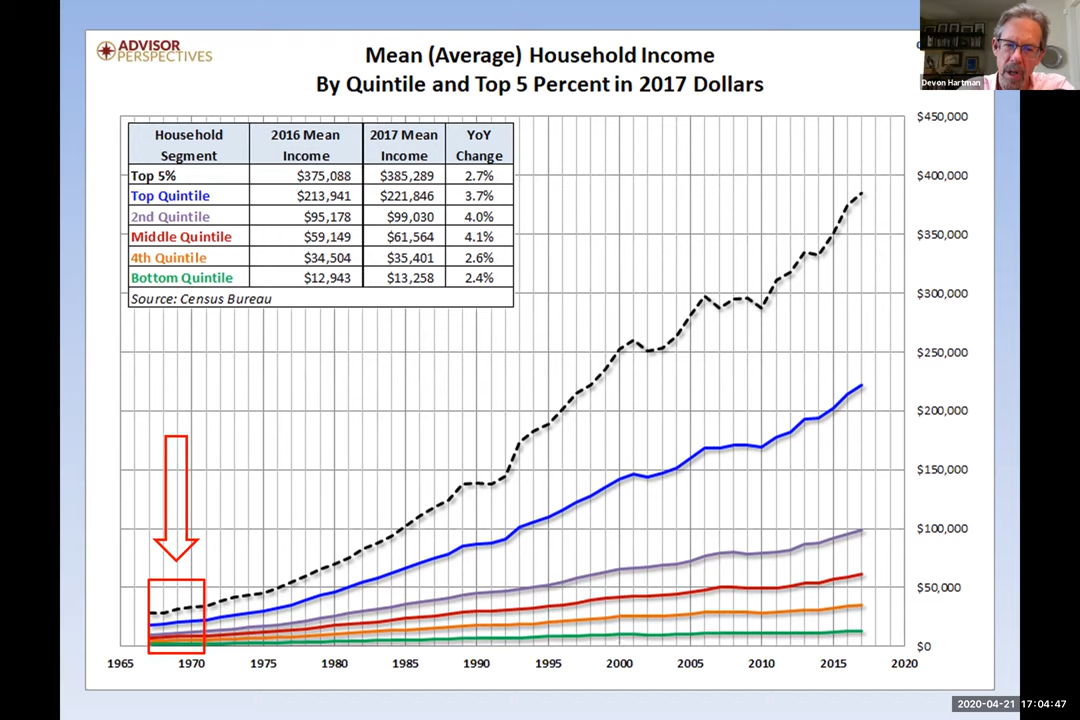 ADVISOR
PERSPECTIVES
Mean (Average) Household Income
By Quintile and Top 5 Percent in 2017 Dollars
Devon Hartman
Household Segment 2016 Mean Income 2017 Mean Income YoY Change
Top 5% $375,088 $385,289 2.7%
Top Quintile $213,941 $221,846 3.7%
2nd Quintile $95,178 $99,030 4.0%
Middle Quintile $59,149 $61,564 4.1%
4th Quintile $34,504 $35,401 2.6%
Bottom Quintile $12,943 $13,258 2.4%
Source: Census Bureau
$450,000
$400,000
$350,000
$300,000
$250,000
$200,000
$150,000
$100,000
$50,000
$0
1965 1970 1975 1980 1985 1990 1995 2000 2005 2010 2015 2020
2020-04-21 17:04:47